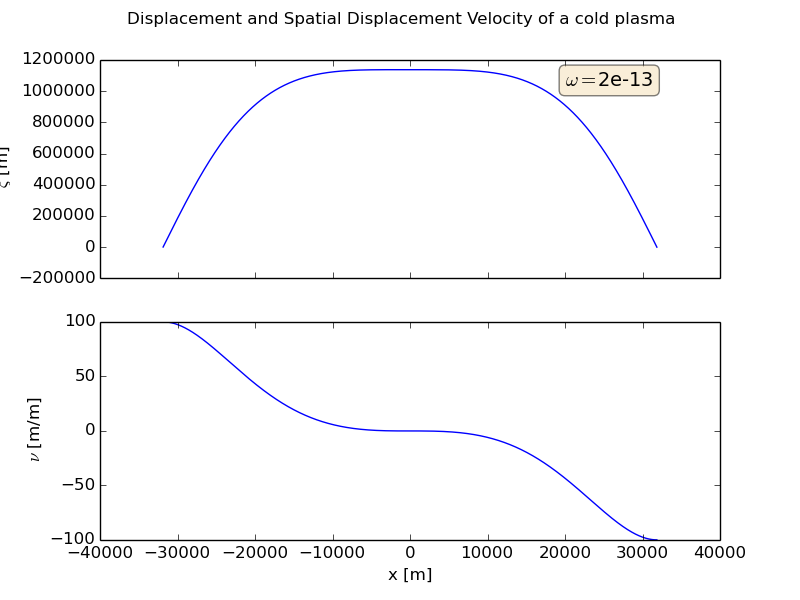 Displacement and Spatial Displacement Velocity of a cold plasma
1200000
1000000
800000
600000
400000
200000
0
−200000
[m]
ω=2e-13
100
50
0
−50
−100
ν [m/m]
−40000 −30000 −20000 −10000 0 10000 20000 30000 40000
x [m]